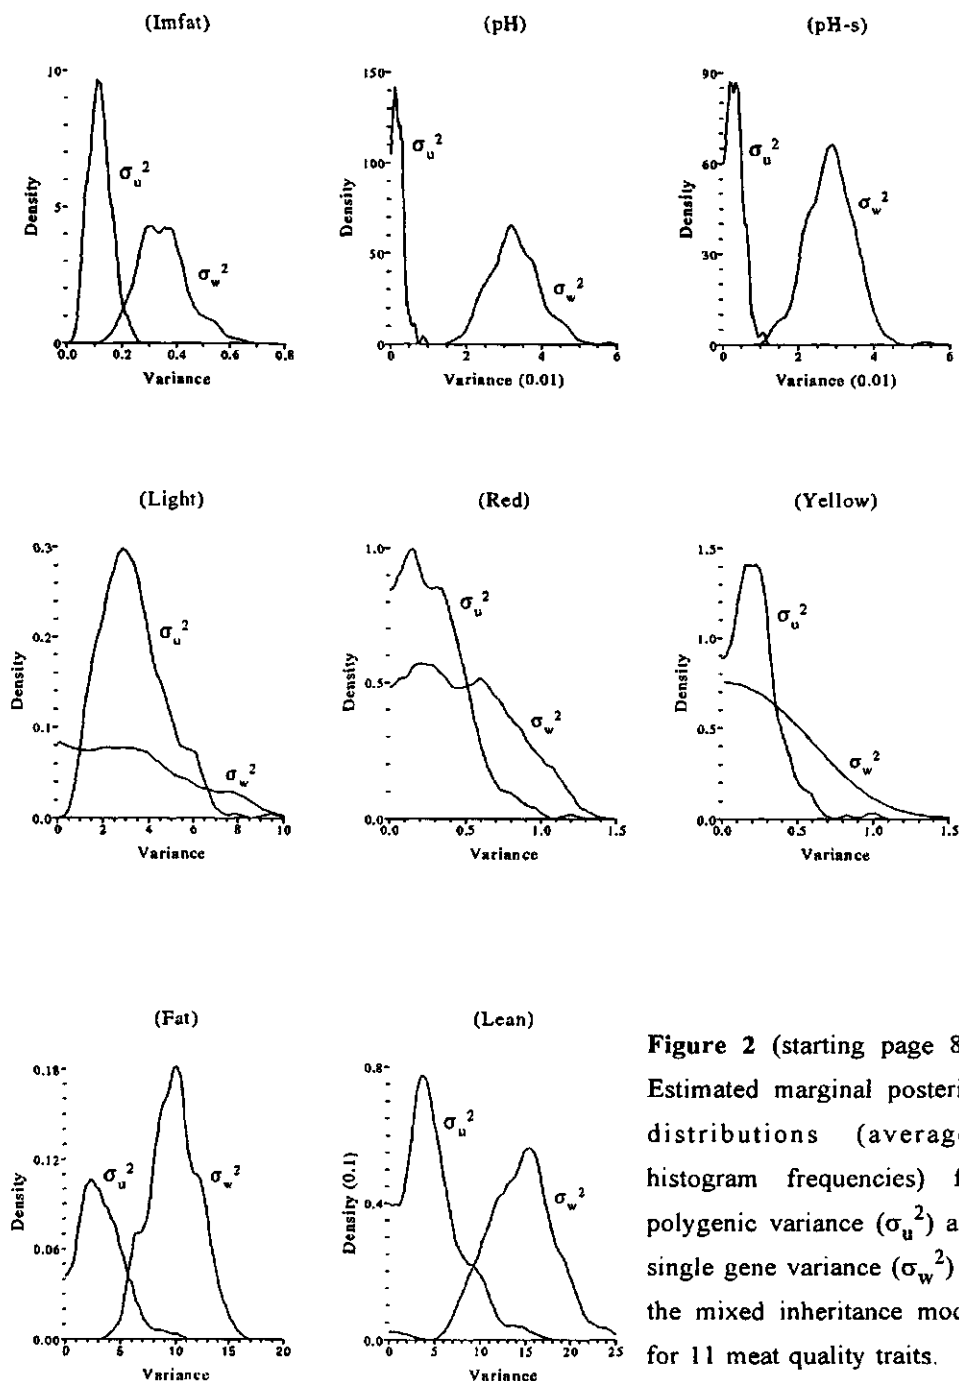 (Imfat)
10
5
0
Density
σu²
σw²
0.0 0.2 0.4 0.6 0.8
Variance
(pH)
150
100
50
0
Density
σu²
σw²
0 2 4 6
Variance (0.01)
(pH-s)
90
60
30
0
Density
σu²
σw²
0 2 4 6
Variance (0.01)
(Light)
0.3
0.2
0.1
0.0
Density
σu²
σw²
0 2 4 6 8 10
Variance
(Red)
1.0
0.5
0.0
Density
σu²
σw²
0.0 0.5 1.0 1.5
Variance
(Yellow)
1.5
1.0
0.5
0.0
Density
σu²
σw²
0.0 0.5 1.0 1.5
Variance
(Fat)
0.18
0.12
0.06
0.00
Density
σu²
σw²
0 5 10 15 20
Variance
(Lean)
0.8
0.4
0.0
Density (0.1)
σu²
σw²
0 5 10 15 20 25
Variance
Figure 2 (starting page 8
Estimated marginal posteri
distributions (average
histogram frequencies) f
polygenic variance (σu²) a
single gene variance (σw²)
the mixed inheritance mod
for 11 meat quality traits.